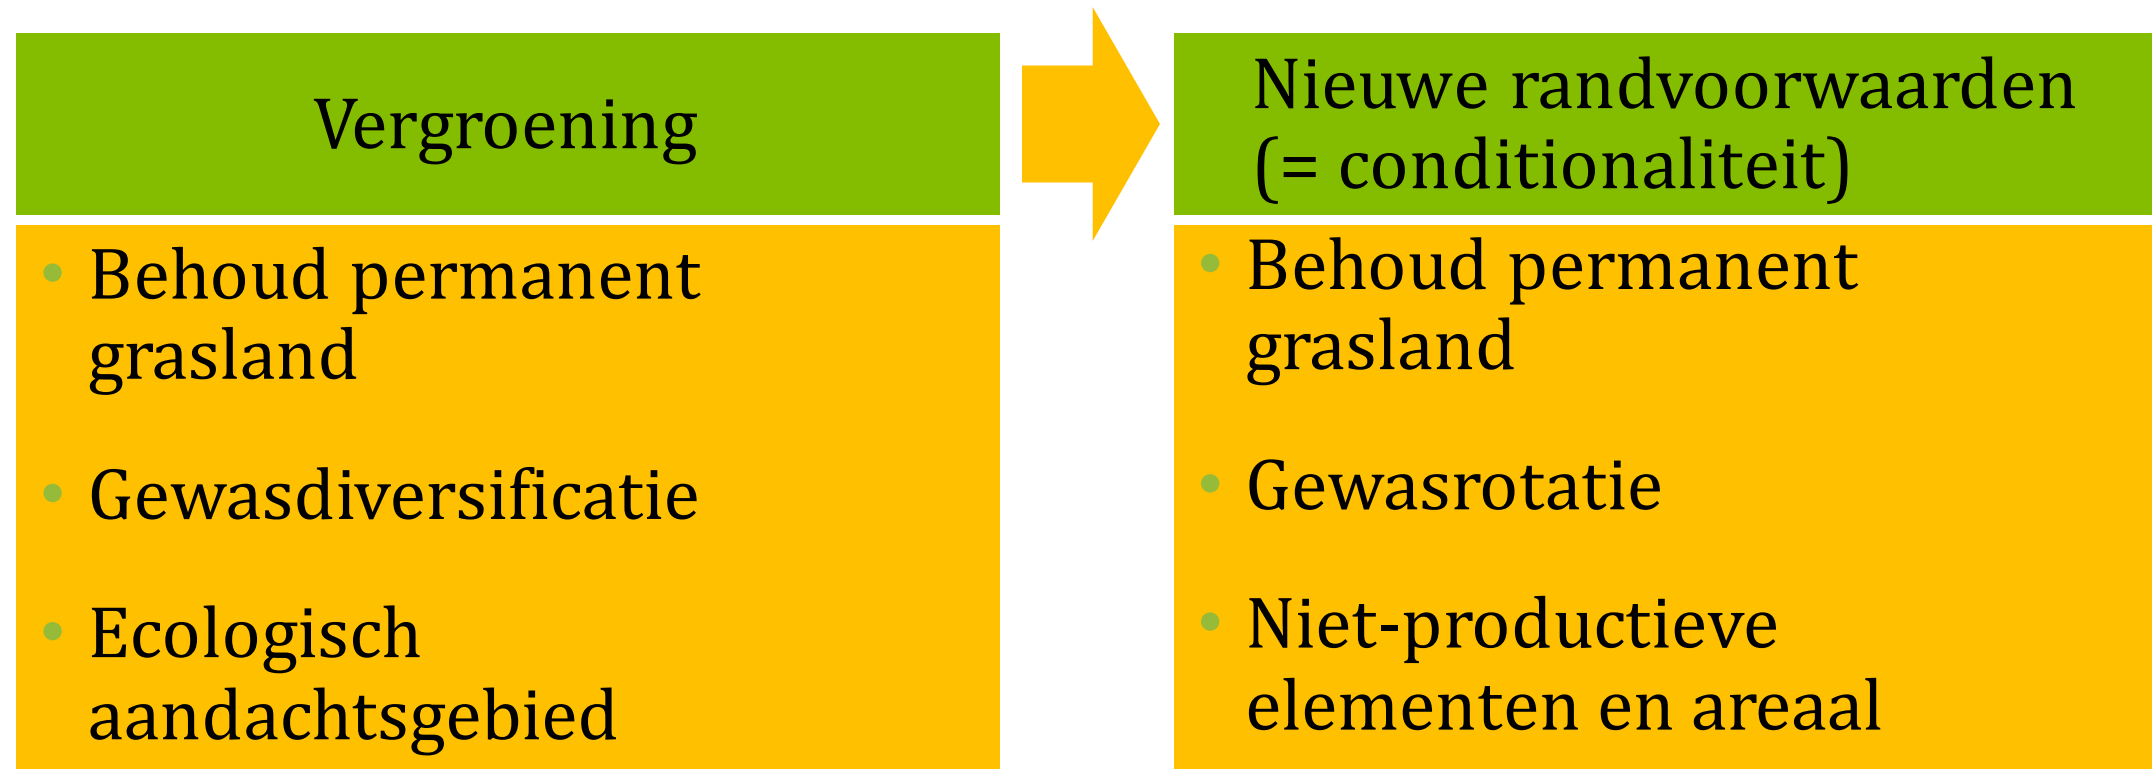 Vergroening
• Behoud permanent
grasland
• Gewasdiversificatie
• Ecologisch
aandachtsgebied
Nieuwe randvoorwaarden
(= conditionaliteit)
• Behoud permanent
grasland
• Gewasrotatie
• Niet-productieve
elementen en areaal